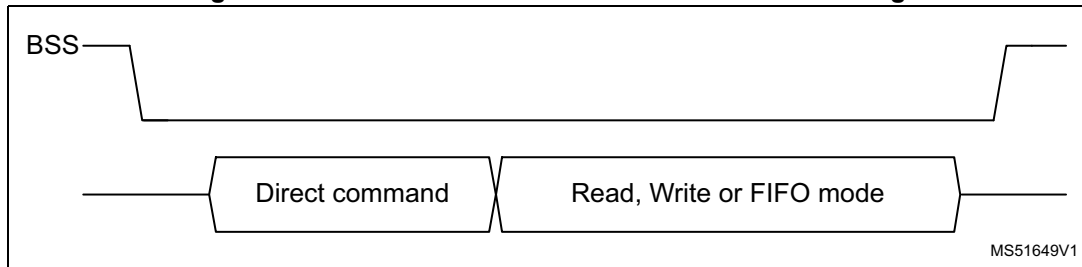 BSS
Direct command
Read, Write or FIFO mode
MS51649V1